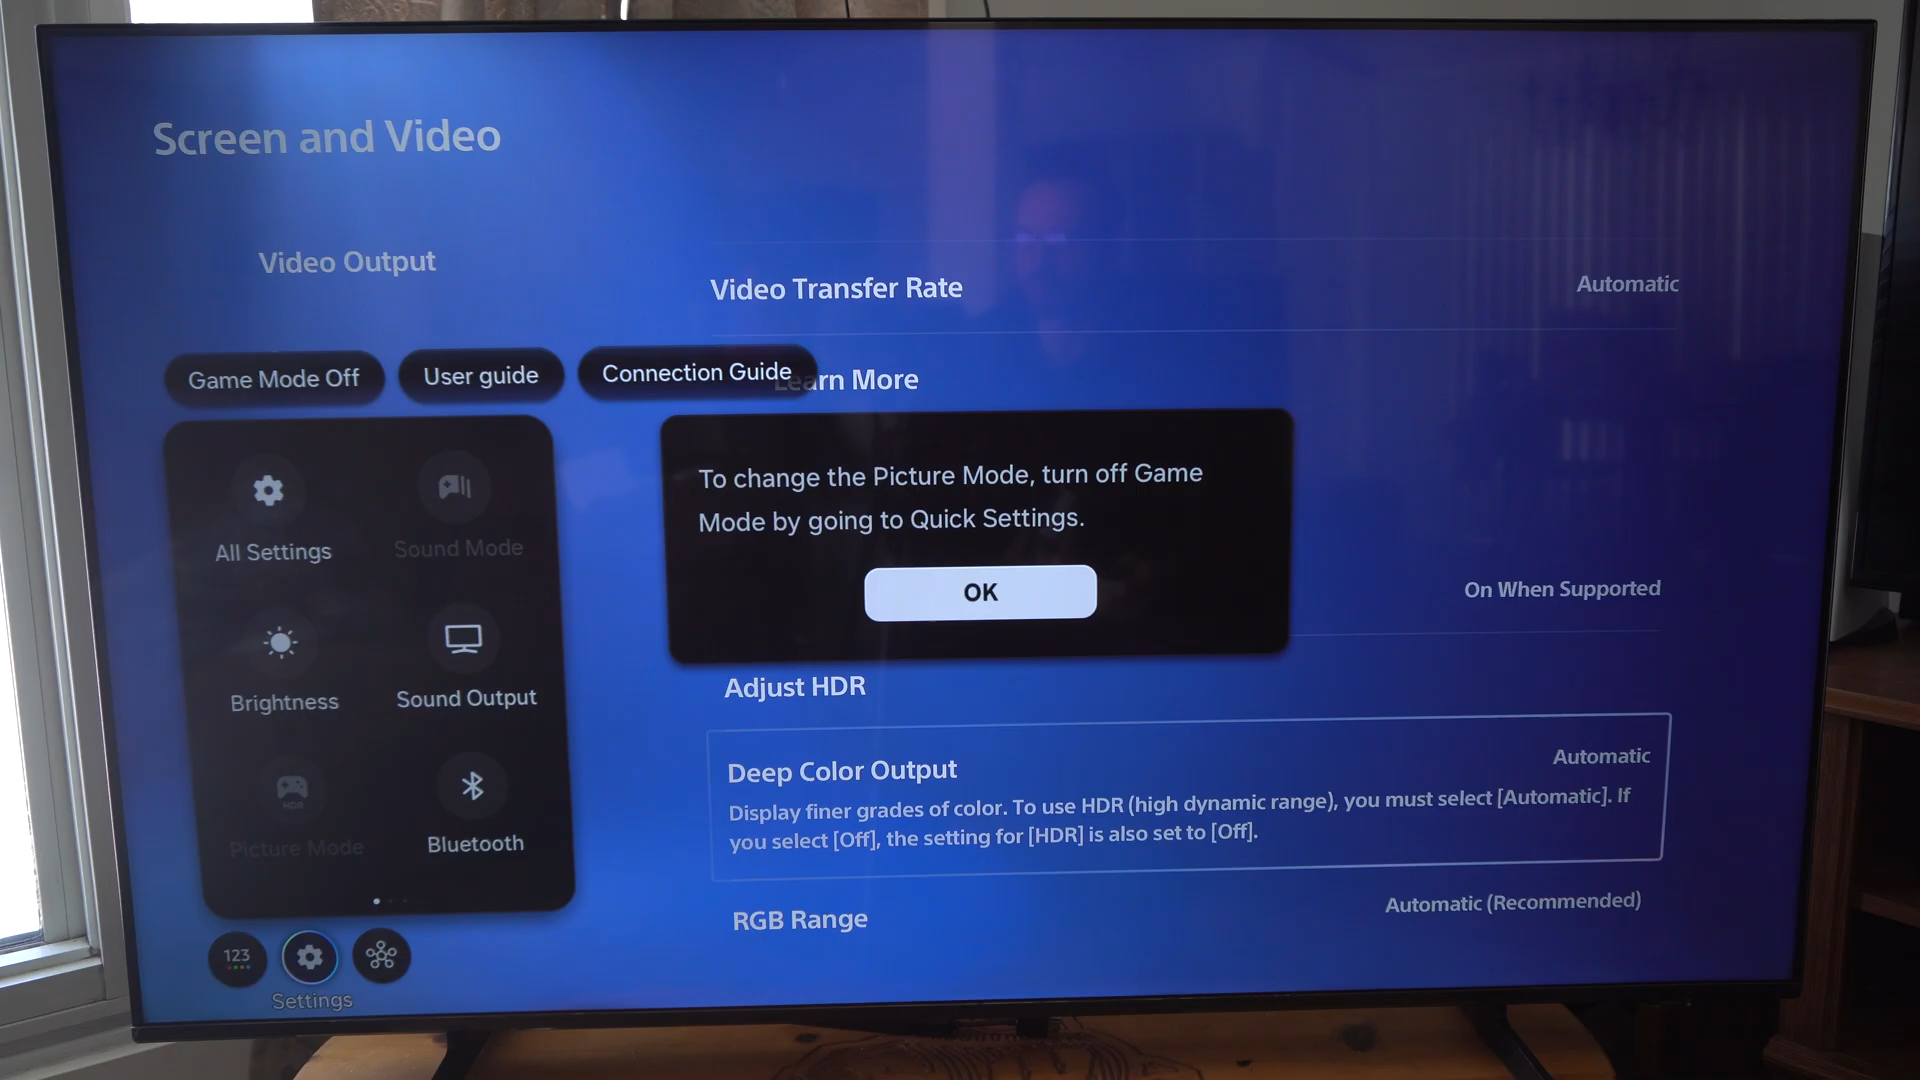 Screen and Video
Video Output
Video Transfer Rate
Automatic
Game Mode Off
User guide
Connection Guide
Learn More
All Settings
Sound Mode
To change the Picture Mode, turn off Game
Mode by going to Quick Settings.
OK
On When Supported
Brightness
Sound Output
Adjust HDR
HDR
Picture Mode
Bluetooth
Deep Color Output
Automatic
Display finer grades of color. To use HDR (high dynamic range), you must select [Automatic]. If
you select [Off], the setting for [HDR] is also set to [Off].
RGB Range
Automatic (Recommended)
123
Settings